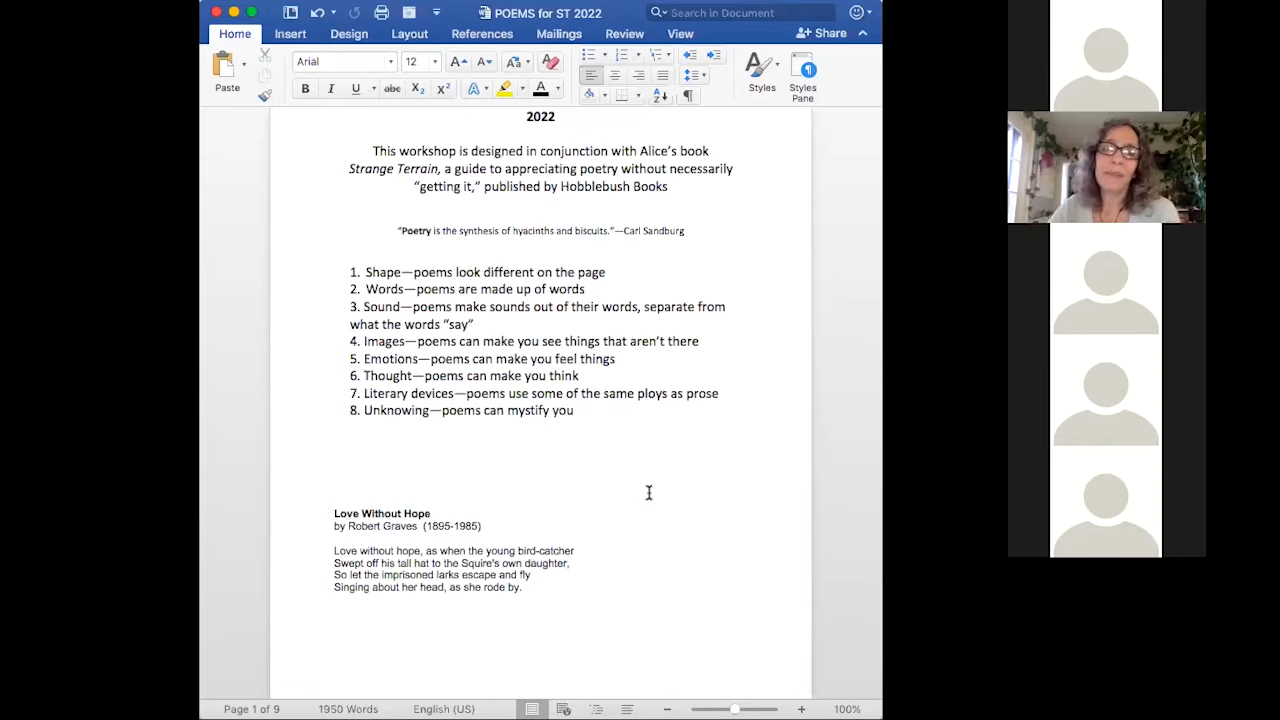 POEMS for ST 2022
Search in Document
Home Insert Design Layout References Mailings Review View Share
Arial 12
Paste
B I U abc X2 X2 A A
Styles Styles Pane
2022
This workshop is designed in conjunction with Alice’s book
Strange Terrain, a guide to appreciating poetry without necessarily
“getting it,” published by Hobblebush Books
“Poetry is the synthesis of hyacinths and biscuits.”—Carl Sandburg
1. Shape—poems look different on the page
2. Words—poems are made up of words
3. Sound—poems make sounds out of their words, separate from
what the words “say”
4. Images—poems can make you see things that aren’t there
5. Emotions—poems can make you feel things
6. Thought—poems can make you think
7. Literary devices—poems use some of the same ploys as prose
8. Unknowing—poems can mystify you
Love Without Hope
by Robert Graves (1895-1985)
Love without hope, as when the young bird-catcher
Swept off his tall hat to the Squire's own daughter,
So let the imprisoned larks escape and fly
Singing about her head, as she rode by.
Page 1 of 9 1950 Words English (US) 100%